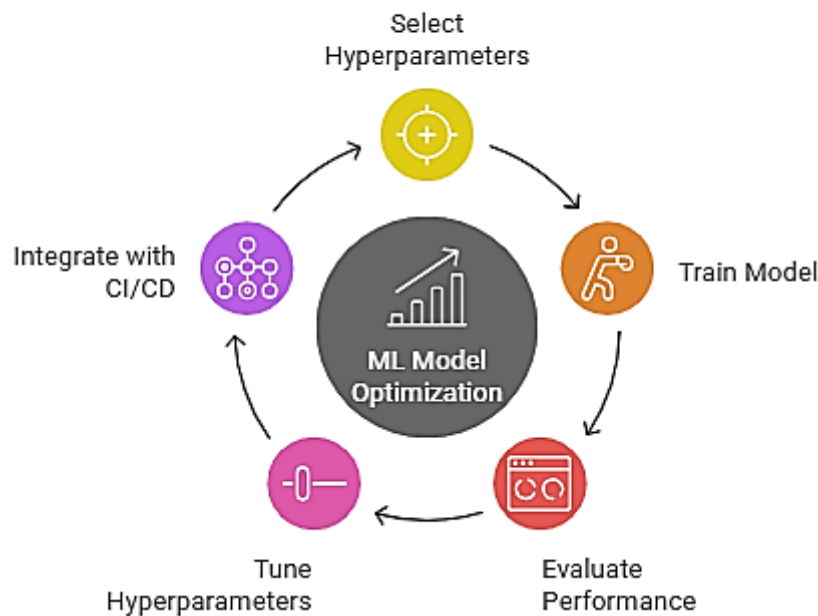 Select
Hyperparameters
Train Model
Evaluate
Performance
Tune
Hyperparameters
Integrate with
CI/CD
ML Model
Optimization